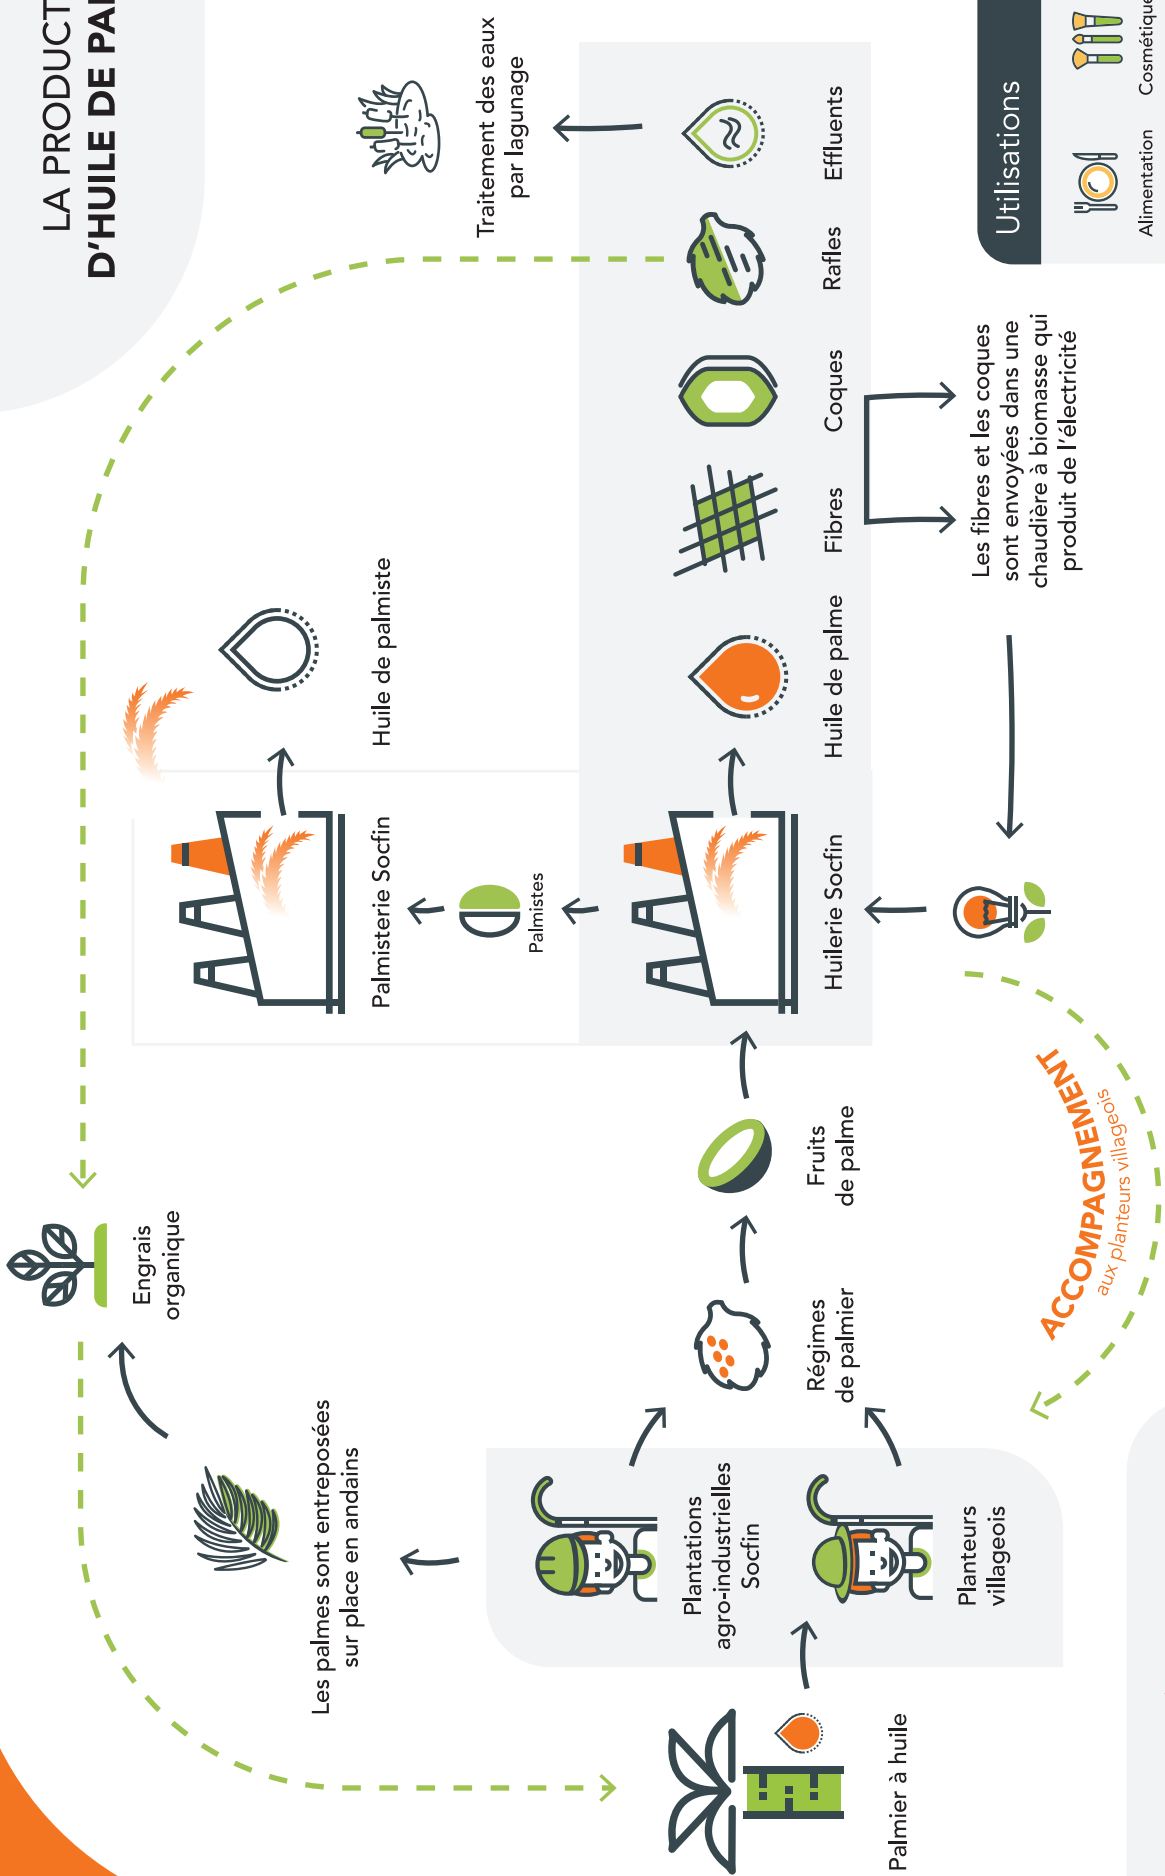 LA PRODUCT
D'HUILE DE PA
Engrais
organique
Les palmes sont entreposées
sur place en andains
Palmier à huile
Plantations
agro-industrielles
Socfin
Planteurs
villageois
Régimes
de palmier
Fruits
de palme
Palmisterie Socfin
Huile de palmiste
Palmistes
Huilerie Socfin
Huile de palme
Fibres
Coques
Rafles
Effluents
Traitement des eaux
par lagunage
Les fibres et les coques
sont envoyées dans une
chaudière à biomasse qui
produit de l'électricité
ACCOMPAGNEMENT
aux planteurs villageois
Utilisations
Alimentation
Cosmétique